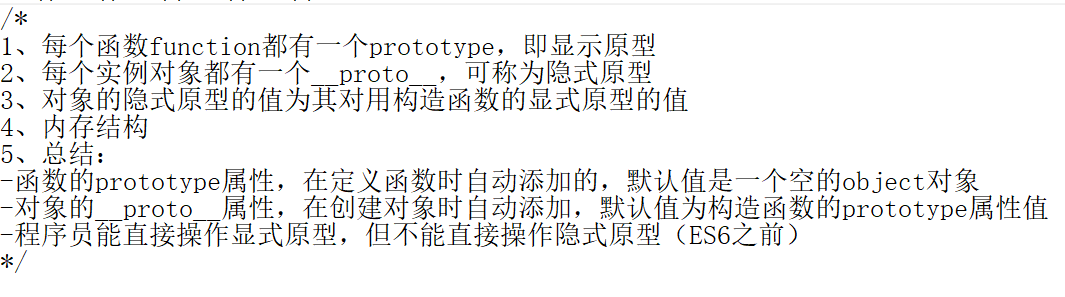 /*
1、每个函数function都有一个prototype，即显示原型
2、每个实例对象都有一个__proto__，可称为隐式原型
3、对象的隐式原型的值为其对用构造函数的显式原型的值
4、内存结构
5、总结：
-函数的prototype属性，在定义函数时自动添加的，默认值是一个空的object对象
-对象的__proto__属性，在创建对象时自动添加，默认值为构造函数的prototype属性值
-程序员能直接操作显式原型，但不能直接操作隐式原型（ES6之前）
*/